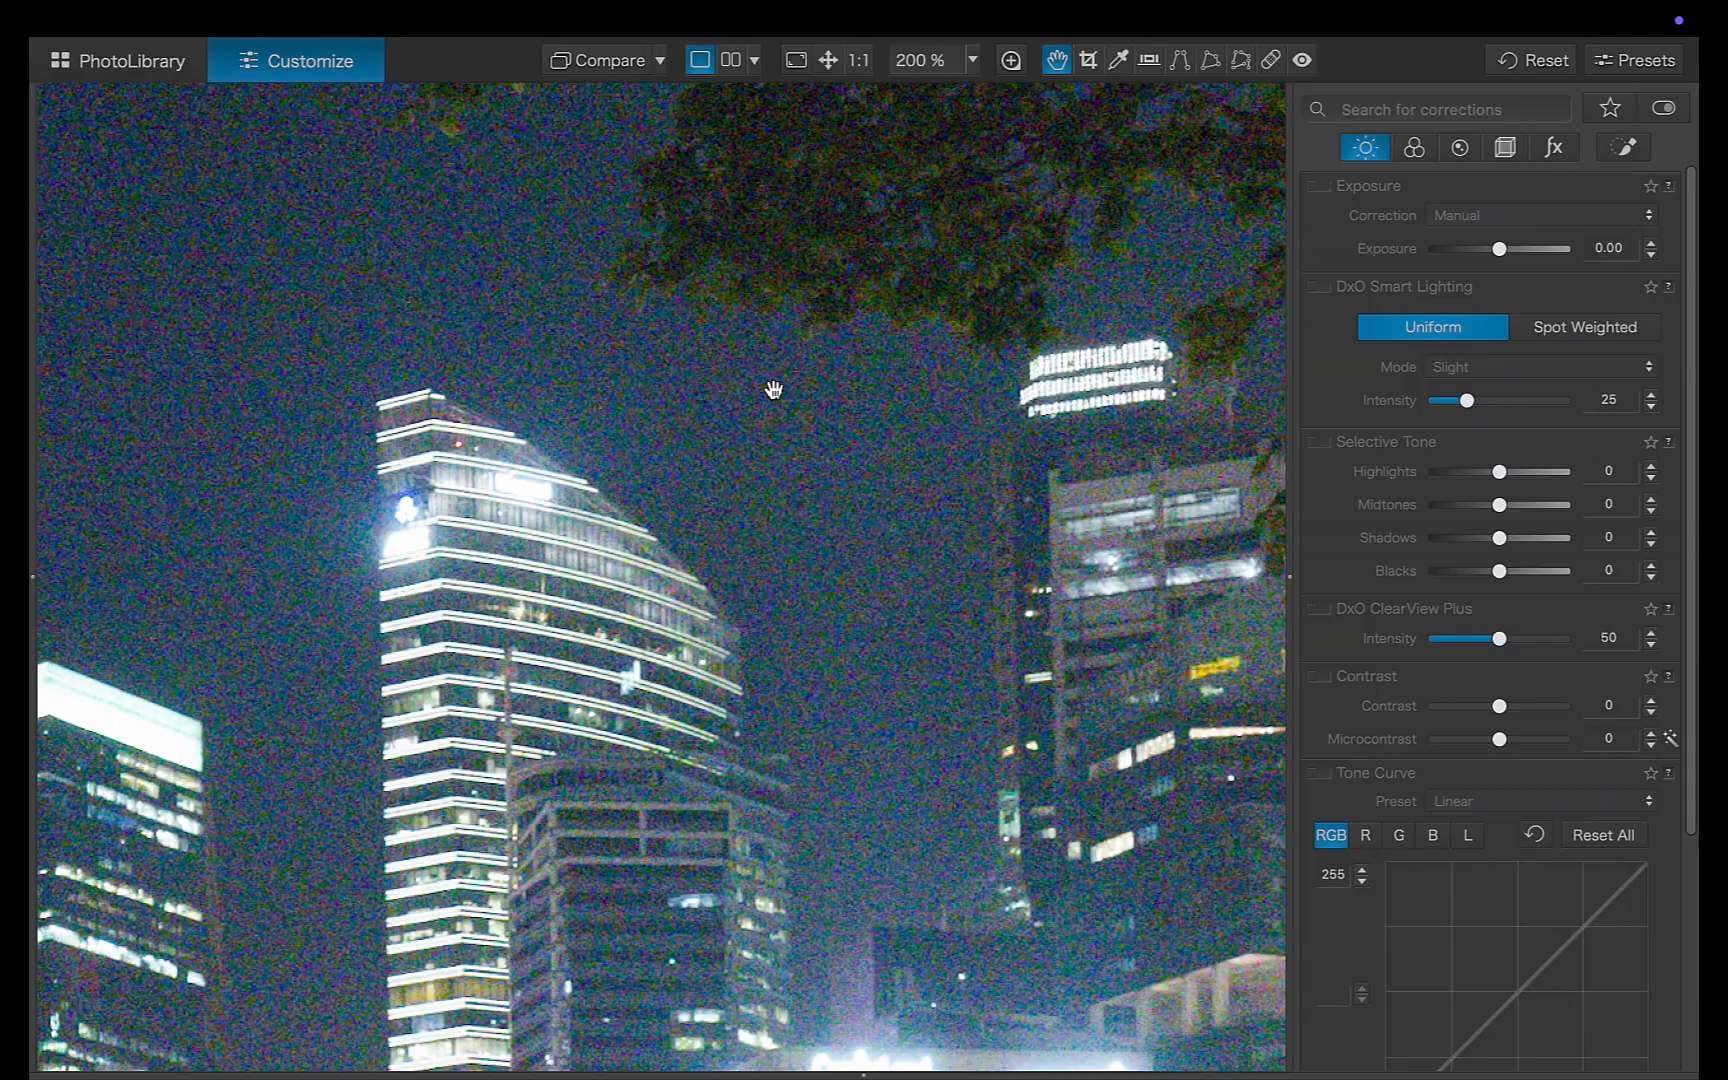 PhotoLibrary
Customize
Compare
1:1
200 %
Reset
Presets
Search for corrections
fx
Exposure
?
Correction
Manual
Exposure
0.00
DxO Smart Lighting
?
Uniform
Spot Weighted
Mode
Slight
Intensity
25
Selective Tone
?
Highlights
0
Midtones
0
Shadows
0
Blacks
0
DxO ClearView Plus
?
Intensity
50
Contrast
?
Contrast
0
Microcontrast
0
Tone Curve
?
Preset
Linear
RGB
R
G
B
L
Reset All
255